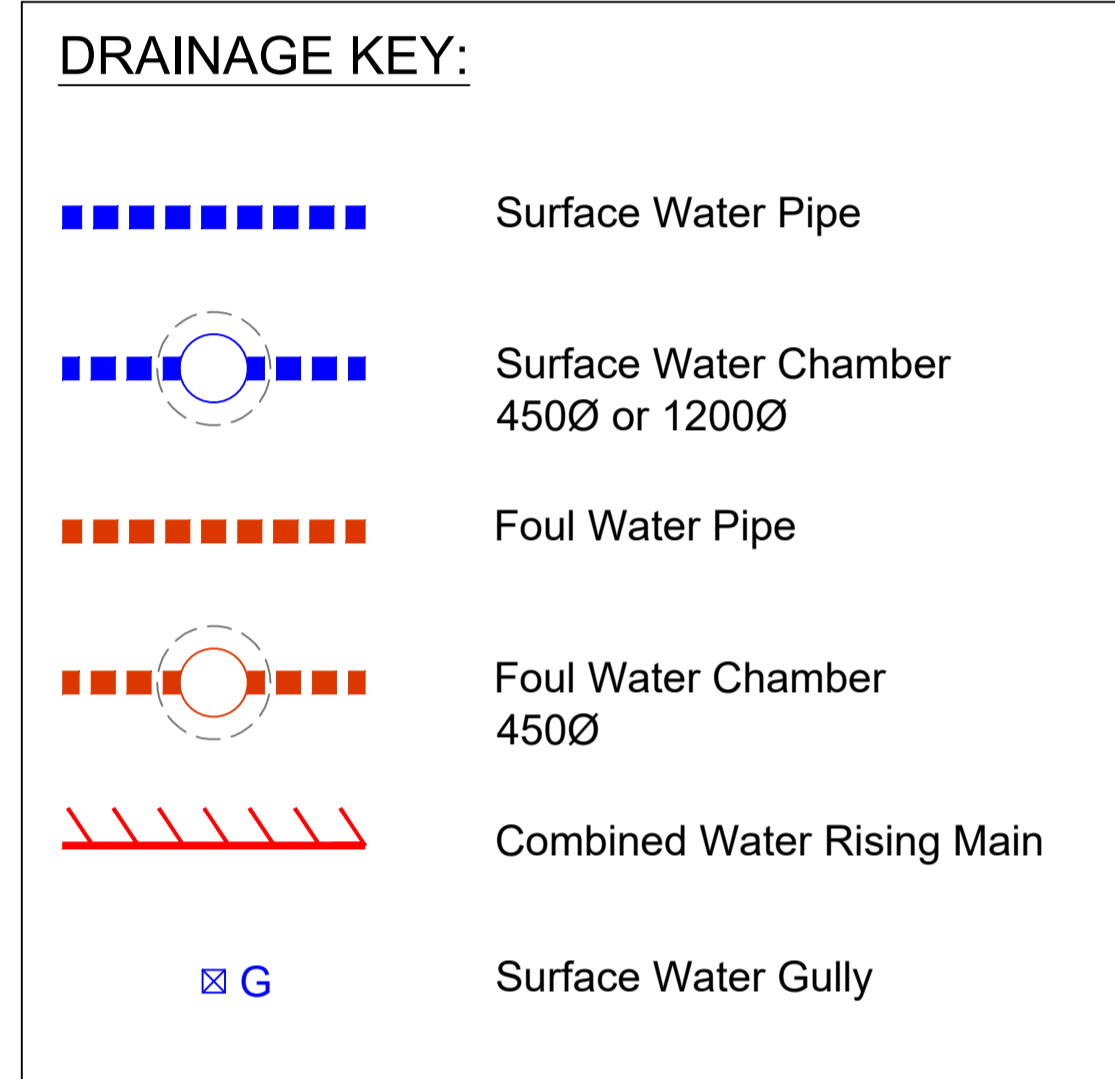 DRAINAGE KEY:
Surface Water Pipe
Surface Water Chamber
450Ø or 1200Ø
Foul Water Pipe
Foul Water Chamber
450Ø
Combined Water Rising Main
G Surface Water Gully